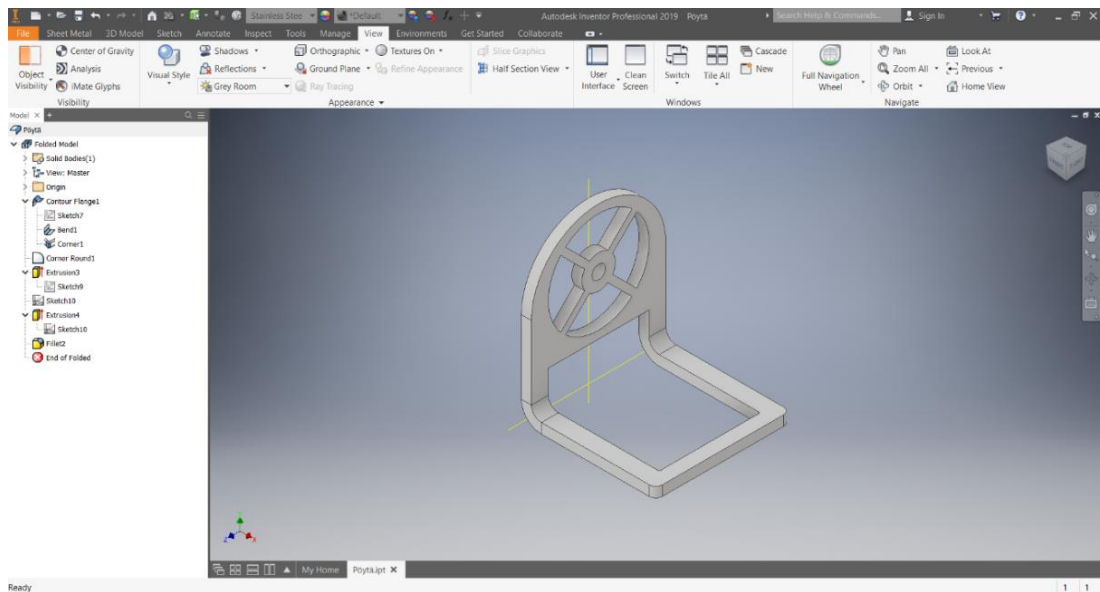 Stainless Stee
*Default
Autodesk Inventor Professional 2019 Pöytä
Search Help & Commands...
Sign In
File Sheet Metal 3D Model Sketch Annotate Inspect Tools Manage View Environments Get Started Collaborate
Object Visibility
Center of Gravity
Analysis
iMate Glyphs
Visibility
Visual Style
Shadows
Reflections
Grey Room
Orthographic
Ground Plane
Ray Tracing
Textures On
Refine Appearance
Appearance
Slice Graphics
Half Section View
User Interface
Clean Screen
Switch
Tile All
Cascade
New
Windows
Full Navigation Wheel
Pan
Zoom All
Orbit
Look At
Previous
Home View
Navigate
Model
Pöytä
Folded Model
Solid Bodies(1)
View: Master
Origin
Contour Flange1
Sketch7
Bend1
Corner1
Corner Round1
Extrusion3
Sketch9
Sketch10
Extrusion4
Sketch10
Fillet2
End of Folded
My Home Pöytä.ipt
Ready
1 1